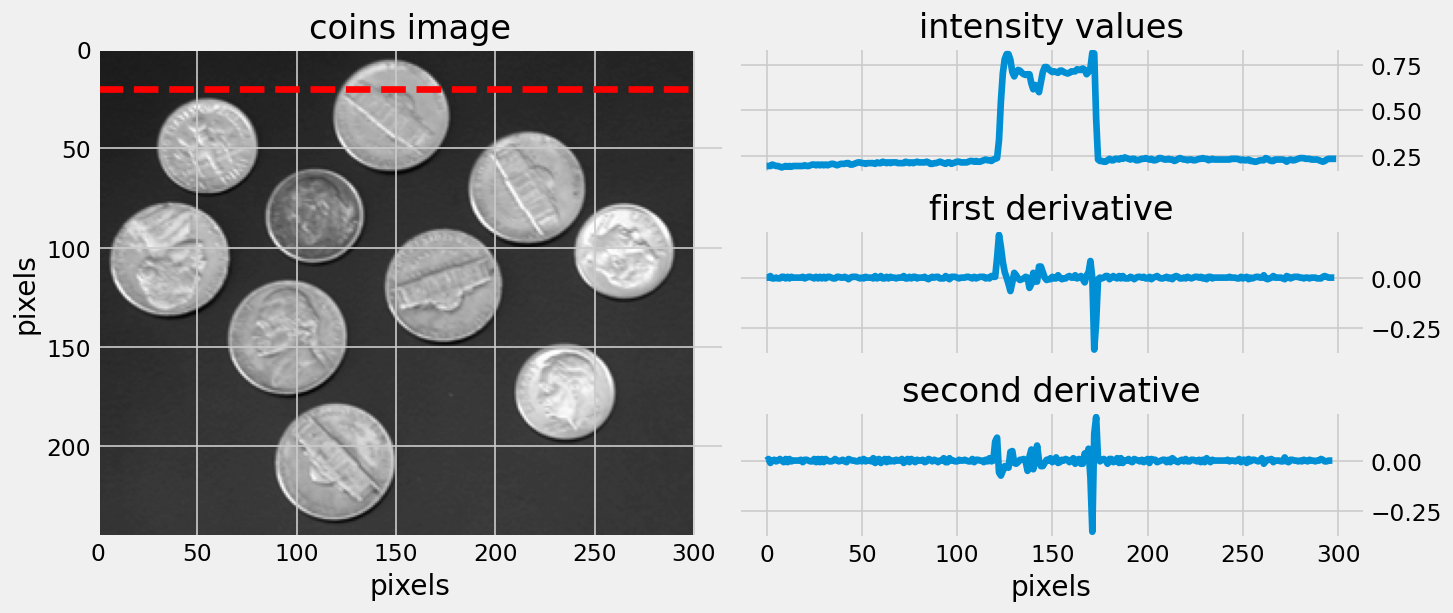 coins image
0
50
100
150
200
pixels
0 50 100 150 200 250 300
pixels
intensity values
0.75
0.50
0.25
first derivative
0.00
−0.25
second derivative
0.00
−0.25
0 50 100 150 200 250 300
pixels